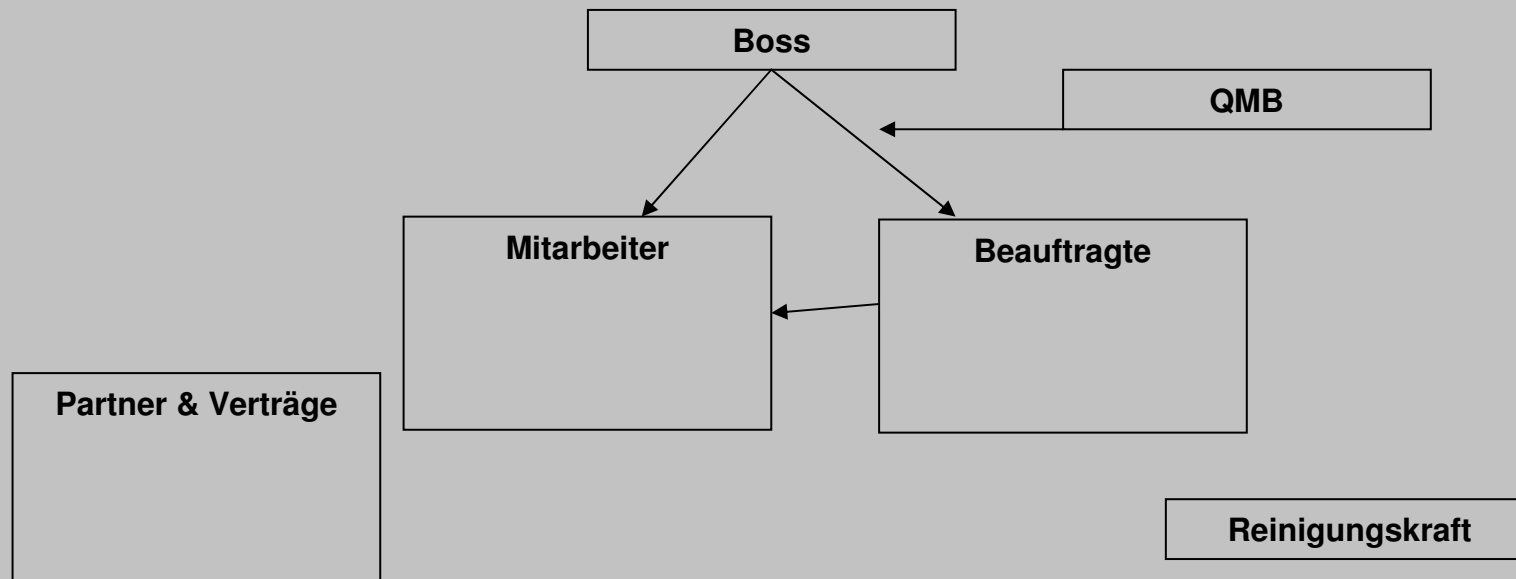 Boss
QMB
Mitarbeiter
Beauftragte
Partner & Verträge
Reinigungskraft